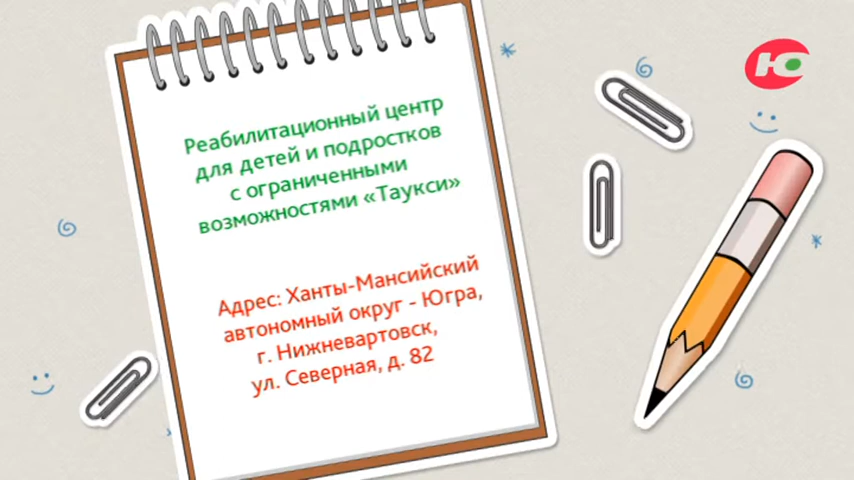 Ю
Реабилитационный центр
для детей и подростков
с ограниченными
возможностями «Таукси»
Адрес: Ханты-Мансийский
автономный округ - Югра,
г. Нижневартовск,
ул. Северная, д. 82